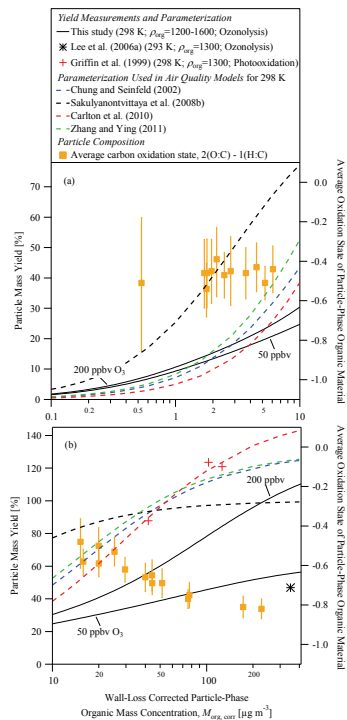 Yield Measurements and Parameterization
This study (298 K; ρorg=1200-1600; Ozonolysis)
Lee et al. (2006a) (293 K; ρorg=1300; Ozonolysis)
Griffin et al. (1999) (298 K; ρorg=1300; Photooxidation)
Parameterization Used in Air Quality Models for 298 K
Chung and Seinfeld (2002)
Sakulyanontvittaya et al. (2008b)
Carlton et al. (2010)
Zhang and Ying (2011)
Particle Composition
Average carbon oxidation state, 2(O:C) - 1(H:C)
(a)
Particle Mass Yield [%]
70
60
50
40
30
20
10
0
200 ppbv O3
50 ppbv
0.1
0.2
0.4
1
2
4
6
8
10
0.0
-0.2
-0.4
-0.6
-0.8
-1.0
Average Oxidation State of
Particle-Phase Organic Material
(b)
Particle Mass Yield [%]
140
120
100
80
60
40
20
0
200 ppbv
50 ppbv O3
10
20
40
60
80
100
200
400
0.0
-0.2
-0.4
-0.6
-0.8
Average Oxidation State of
Particle-Phase Organic Material
Wall-Loss Corrected Particle-Phase
Organic Mass Concentration, Morg, corr [µg m-3]